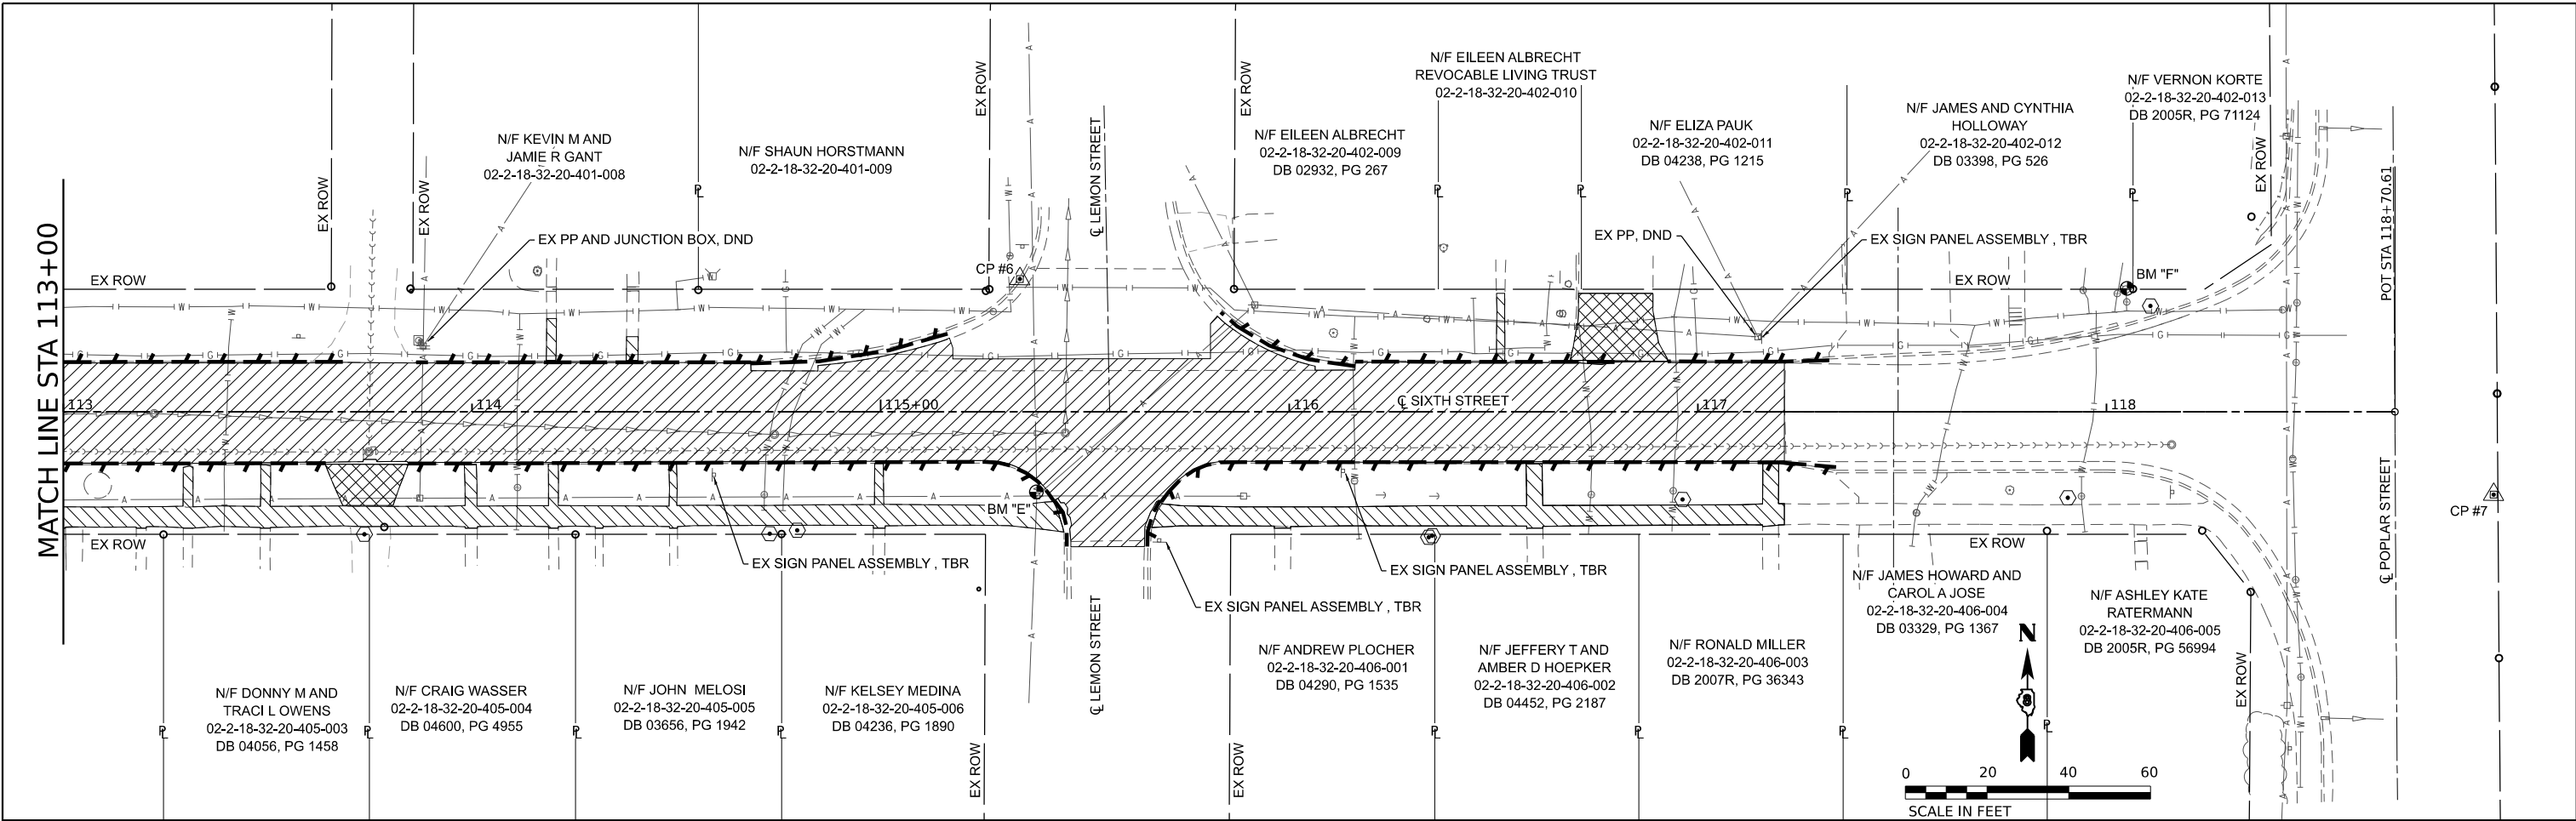 MATCH LINE STA 113+00
EX ROW
EX ROW
EX ROW
N/F KEVIN M AND
JAMIE R GANT
02-2-18-32-20-401-008
EX PP AND JUNCTION BOX, DND
N/F SHAUN HORSTMANN
02-2-18-32-20-401-009
PL
EX ROW
CP #6
℄ LEMON STREET
EX ROW
N/F EILEEN ALBRECHT
02-2-18-32-20-402-009
DB 02932, PG 267
N/F EILEEN ALBRECHT
REVOCABLE LIVING TRUST
02-2-18-32-20-402-010
PL
PL
N/F ELIZA PAUK
02-2-18-32-20-402-011
DB 04238, PG 1215
EX PP, DND
EX SIGN PANEL ASSEMBLY , TBR
N/F JAMES AND CYNTHIA
HOLLOWAY
02-2-18-32-20-402-012
DB 03398, PG 526
PL
N/F VERNON KORTE
02-2-18-32-20-402-013
DB 2005R, PG 71124
PL
EX ROW
EX ROW
BM "F"
POT STA 118+70.61
113
114
115+00
116
℄ SIXTH STREET
117
118
BM "E"
EX ROW
EX SIGN PANEL ASSEMBLY , TBR
EX SIGN PANEL ASSEMBLY , TBR
EX SIGN PANEL ASSEMBLY , TBR
EX ROW
℄ POPLAR STREET
CP #7
N/F DONNY M AND
TRACI L OWENS
02-2-18-32-20-405-003
DB 04056, PG 1458
PL
PL
N/F CRAIG WASSER
02-2-18-32-20-405-004
DB 04600, PG 4955
PL
N/F JOHN MELOSI
02-2-18-32-20-405-005
DB 03656, PG 1942
PL
N/F KELSEY MEDINA
02-2-18-32-20-405-006
DB 04236, PG 1890
EX ROW
℄ LEMON STREET
EX ROW
N/F ANDREW PLOCHER
02-2-18-32-20-406-001
DB 04290, PG 1535
PL
N/F JEFFERY T AND
AMBER D HOEPKER
02-2-18-32-20-406-002
DB 04452, PG 2187
PL
N/F RONALD MILLER
02-2-18-32-20-406-003
DB 2007R, PG 36343
PL
N/F JAMES HOWARD AND
CAROL A JOSE
02-2-18-32-20-406-004
DB 03329, PG 1367
PL
N/F ASHLEY KATE
RATERMANN
02-2-18-32-20-406-005
DB 2005R, PG 56994
EX ROW
N
0 20 40 60
SCALE IN FEET